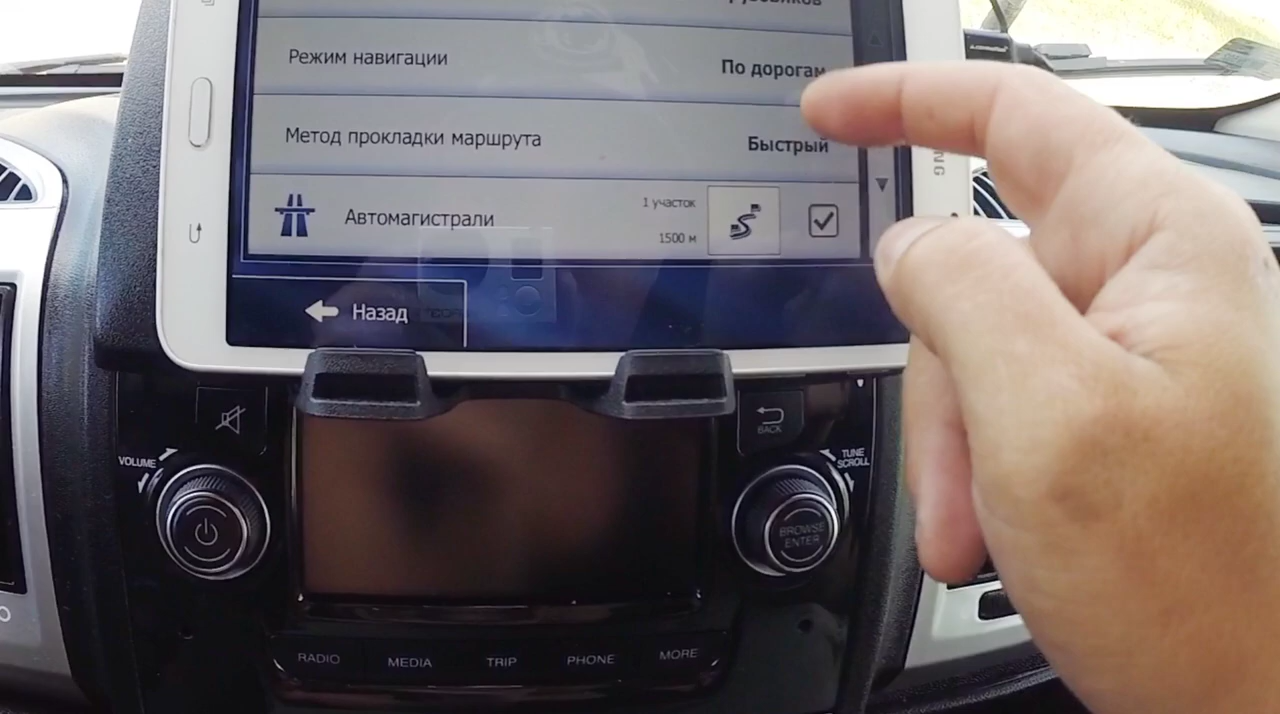 Режим навигации
По дорогам
Метод прокладки маршрута
Быстрый
Автомагистрали
1 участок
1500 м
Назад
VOLUME
BACK
TUNE
SCROLL
BROWSE
ENTER
RADIO
MEDIA
TRIP
PHONE
MORE